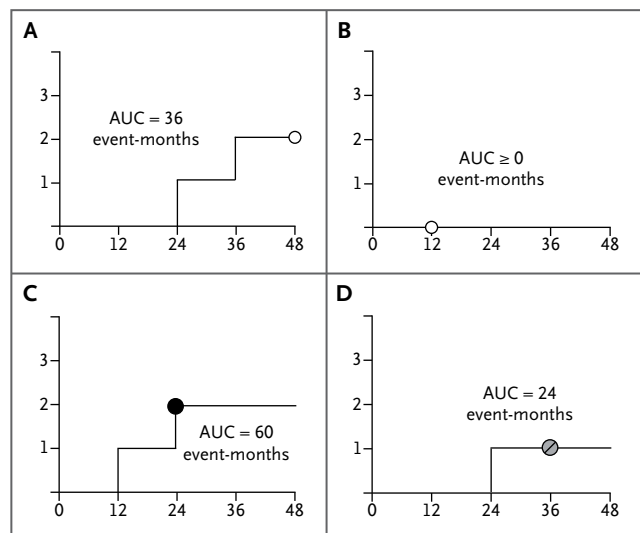 A
3
2
1
AUC = 36
event-months
0 12 24 36 48
B
3
2
1
AUC ≥ 0
event-months
0 12 24 36 48
C
3
2
1
AUC = 60
event-months
0 12 24 36 48
D
3
2
1
AUC = 24
event-months
0 12 24 36 48